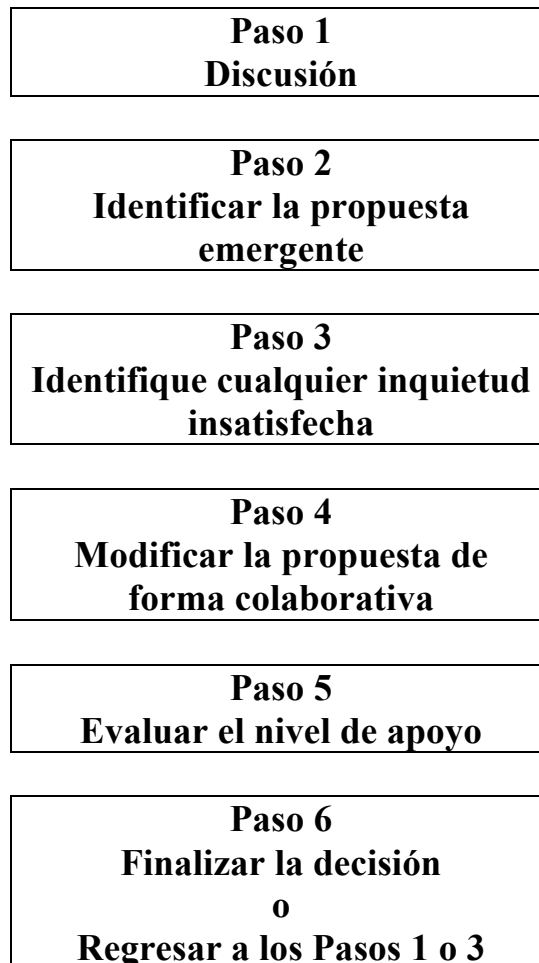 Paso 1
Discusión
Paso 2
Identificar la propuesta
emergente
Paso 3
Identifique cualquier inquietud
insatisfecha
Paso 4
Modificar la propuesta de
forma colaborativa
Paso 5
Evaluar el nivel de apoyo
Paso 6
Finalizar la decisión
o
Regresar a los Pasos 1 o 3